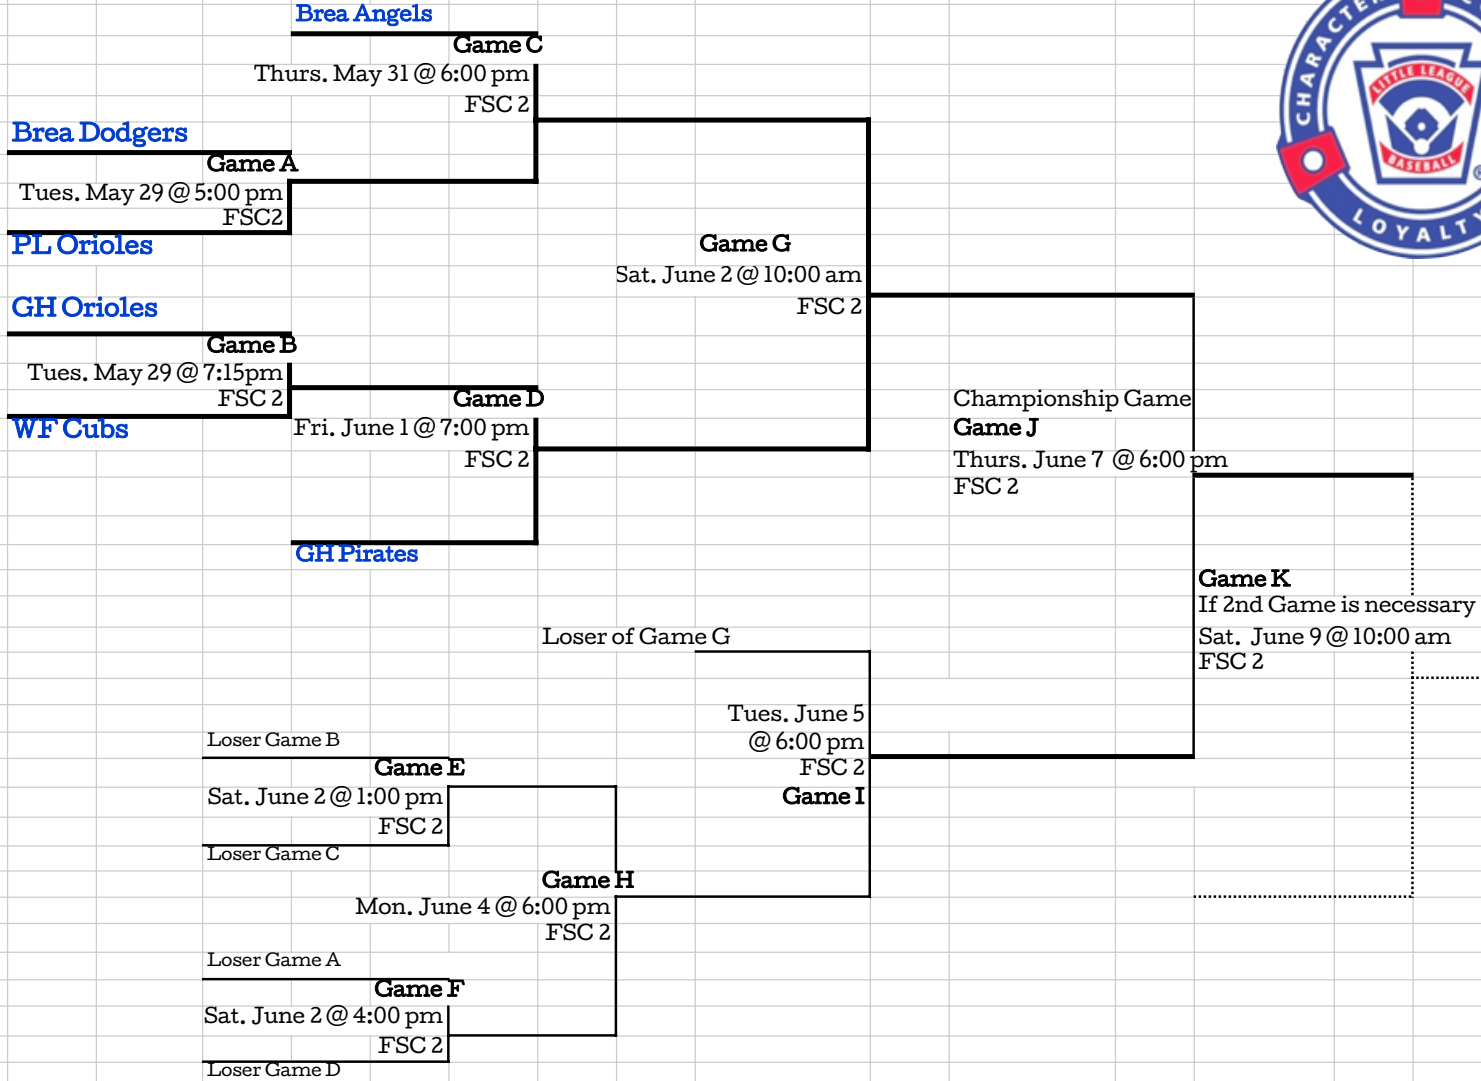 Brea Angels
Game C
Thurs. May 31 @ 6:00 pm
FSC 2
Brea Dodgers
Game A
Tues. May 29 @ 5:00 pm
FSC2
PL Orioles
GH Orioles
Game B
Tues. May 29 @ 7:15pm
FSC 2
WF Cubs
Game D
Fri. June 1 @ 7:00 pm
FSC 2
GH Pirates
Game G
Sat. June 2 @ 10:00 am
FSC 2
Championship Game
Game J
Thurs. June 7 @ 6:00 pm
FSC 2
Game K
If 2nd Game is necessary
Sat. June 9 @ 10:00 am
FSC 2
Loser of Game G
Tues. June 5
@ 6:00 pm
FSC 2
Game I
Loser Game B
Game E
Sat. June 2 @ 1:00 pm
FSC 2
Loser Game C
Game H
Mon. June 4 @ 6:00 pm
FSC 2
Loser Game A
Game F
Sat. June 2 @ 4:00 pm
FSC 2
Loser Game D
LITTLE LEAGUE
BASEBALL
®
LOYALTY